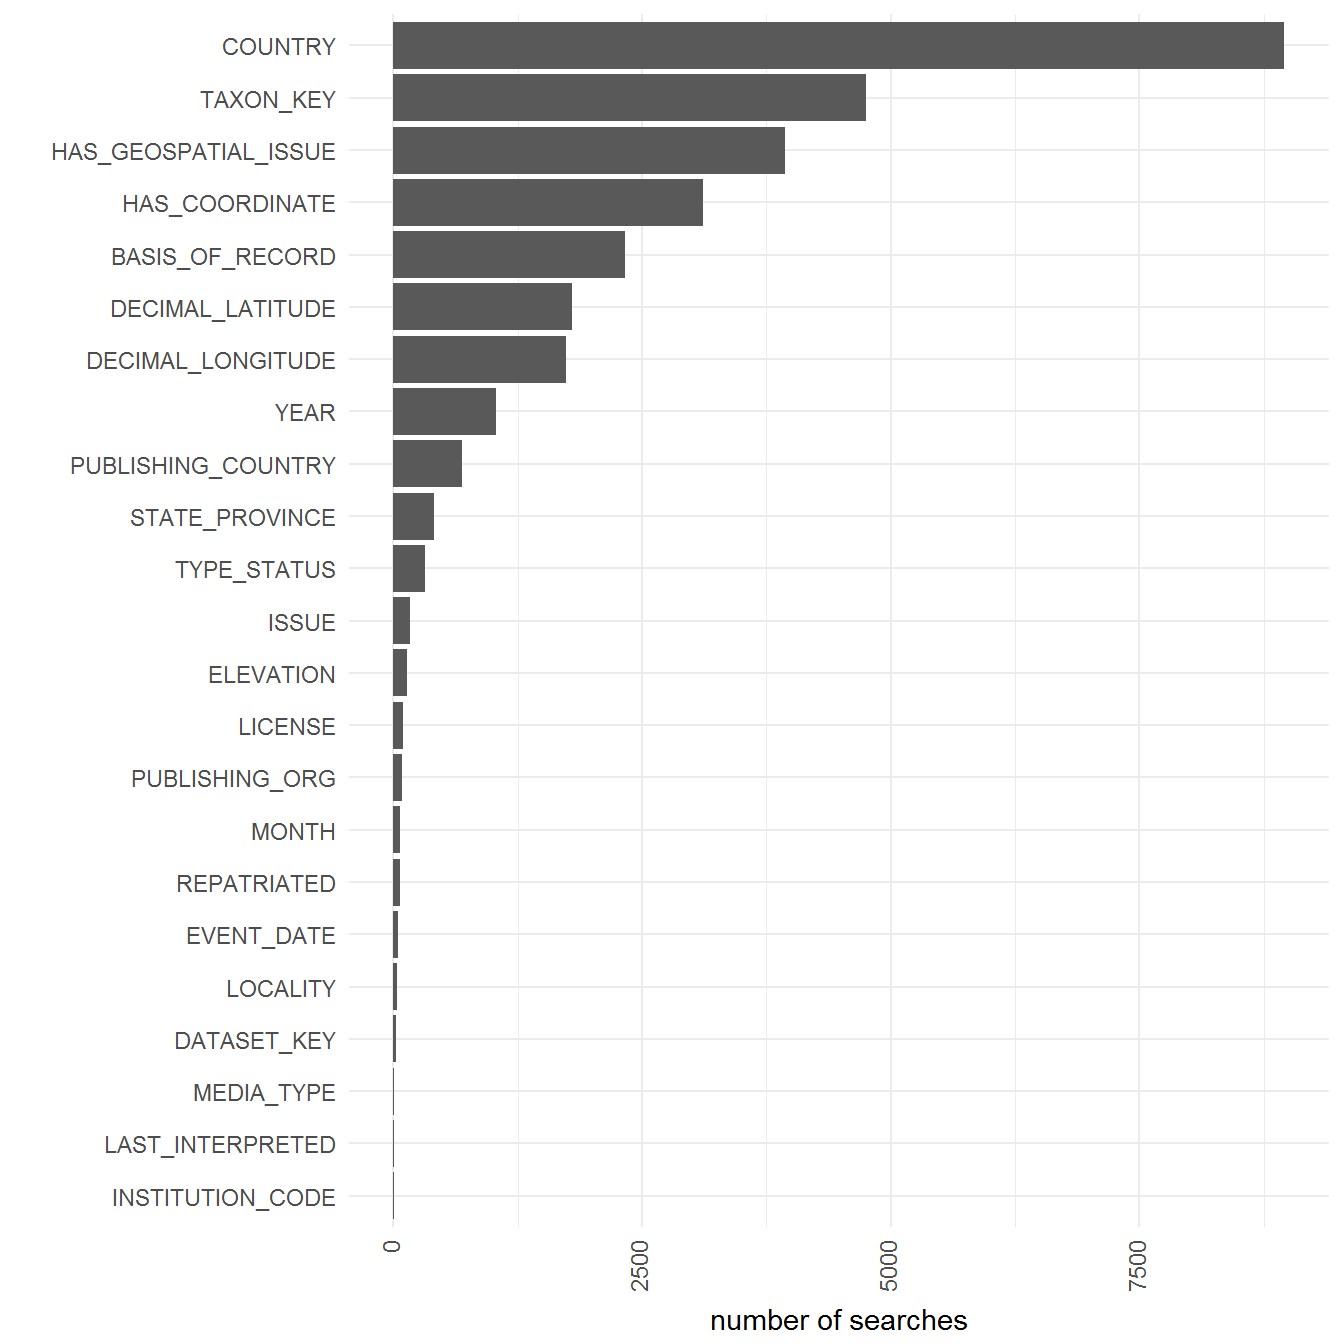 COUNTRY
TAXON_KEY
HAS_GEOSPATIAL_ISSUE
HAS_COORDINATE
BASIS_OF_RECORD
DECIMAL_LATITUDE
DECIMAL_LONGITUDE
YEAR
PUBLISHING_COUNTRY
STATE_PROVINCE
TYPE_STATUS
ISSUE
ELEVATION
LICENSE
PUBLISHING_ORG
MONTH
REPATRIATED
EVENT_DATE
LOCALITY
DATASET_KEY
MEDIA_TYPE
LAST_INTERPRETED
INSTITUTION_CODE
0
2500
5000
7500
number of searches